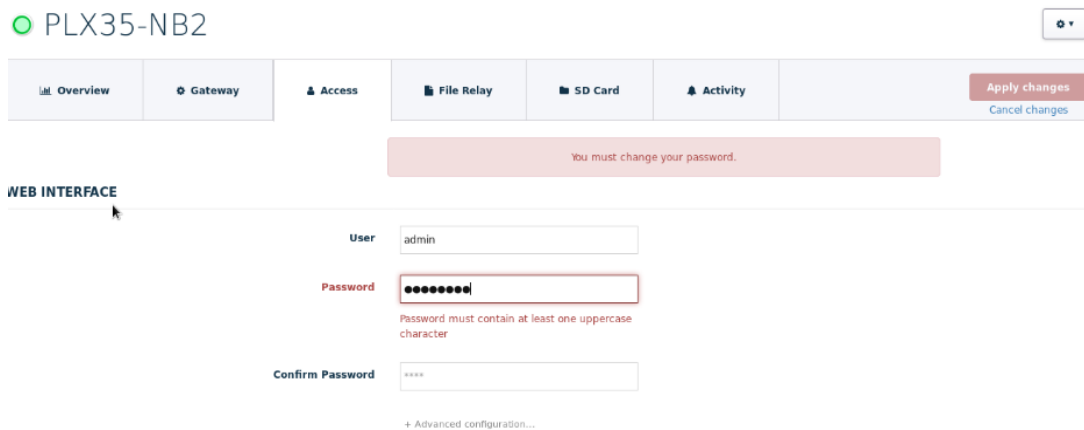 PLX35-NB2
Overview
Gateway
Access
File Relay
SD Card
Activity
Apply changes
Cancel changes
You must change your password.
WEB INTERFACE
User
admin
Password
●●●●●●●●
Password must contain at least one uppercase
character
Confirm Password
****
+ Advanced configuration...